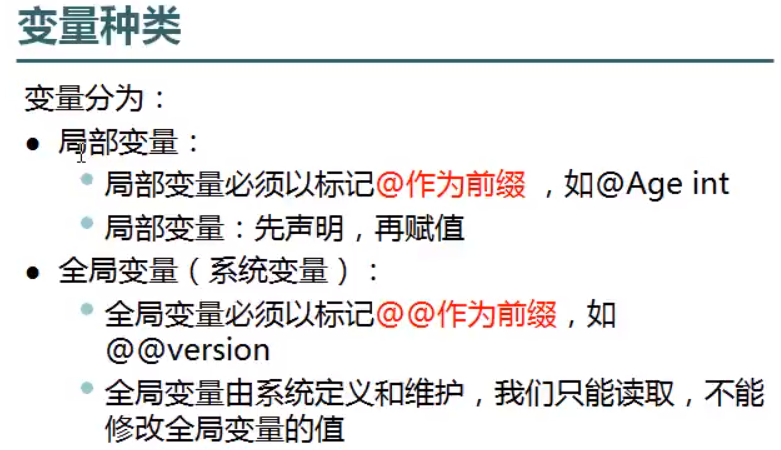 变量种类
变量分为：
● 局部变量：
• 局部变量必须以标记@作为前缀 ，如@Age int
• 局部变量：先声明，再赋值
● 全局变量（系统变量）：
• 全局变量必须以标记@@作为前缀，如
@@version
• 全局变量由系统定义和维护，我们只能读取，不能
修改全局变量的值